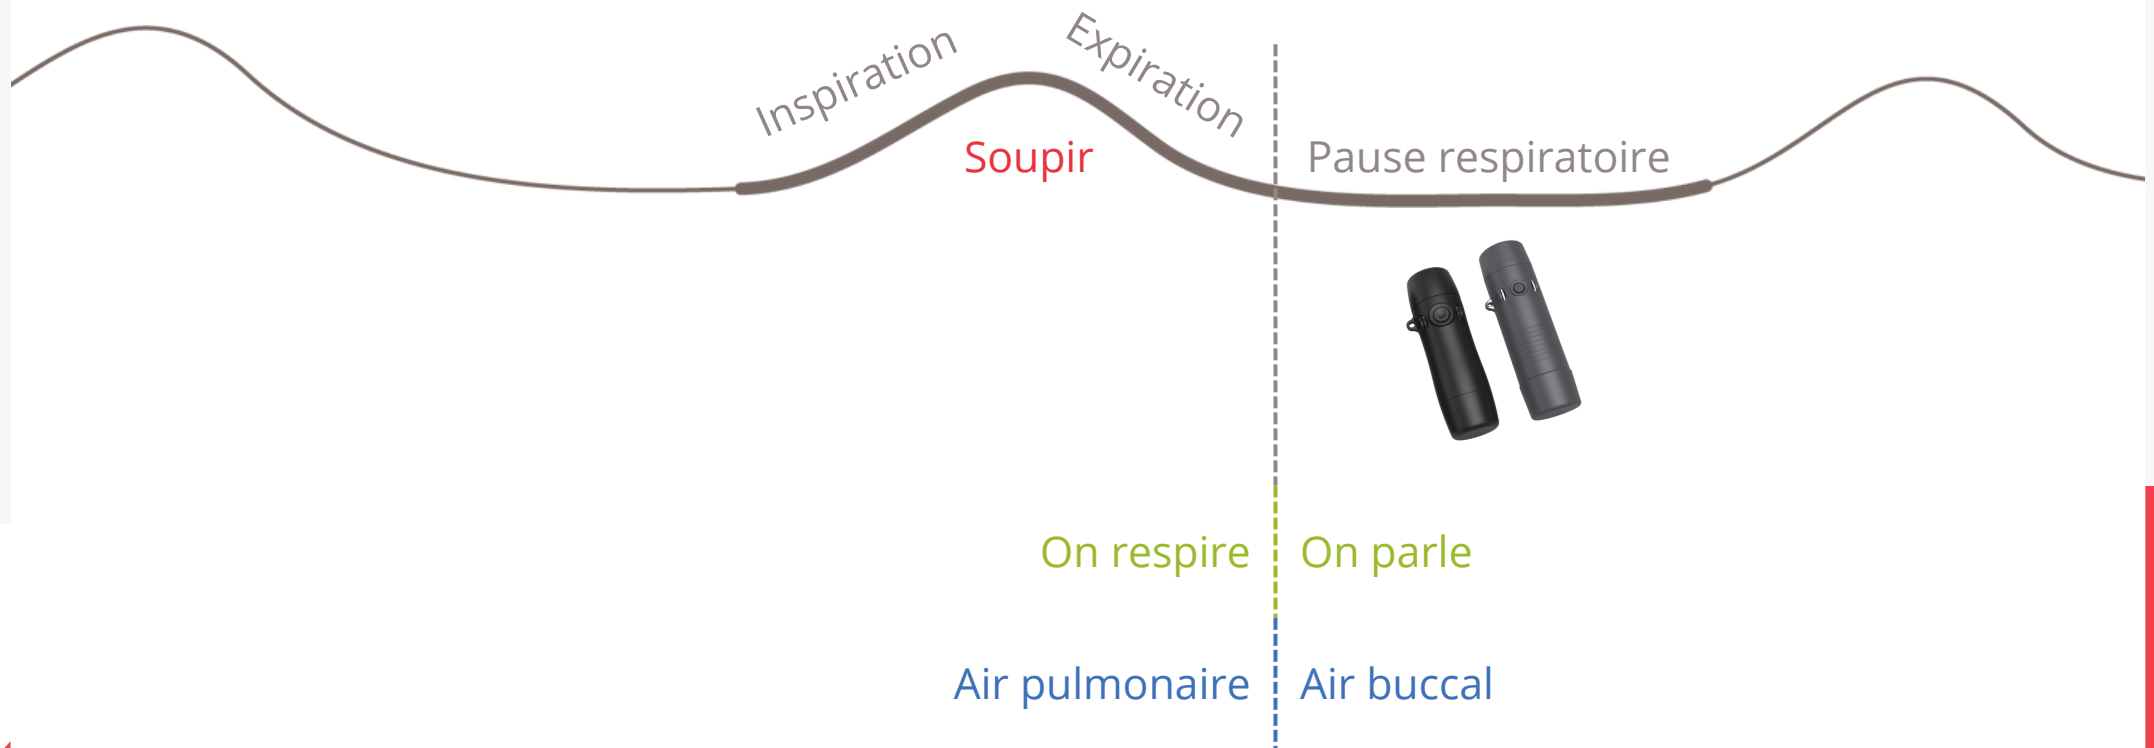 Inspiration
Expiration
Soupir
Pause respiratoire
On respire
On parle
Air pulmonaire
Air buccal